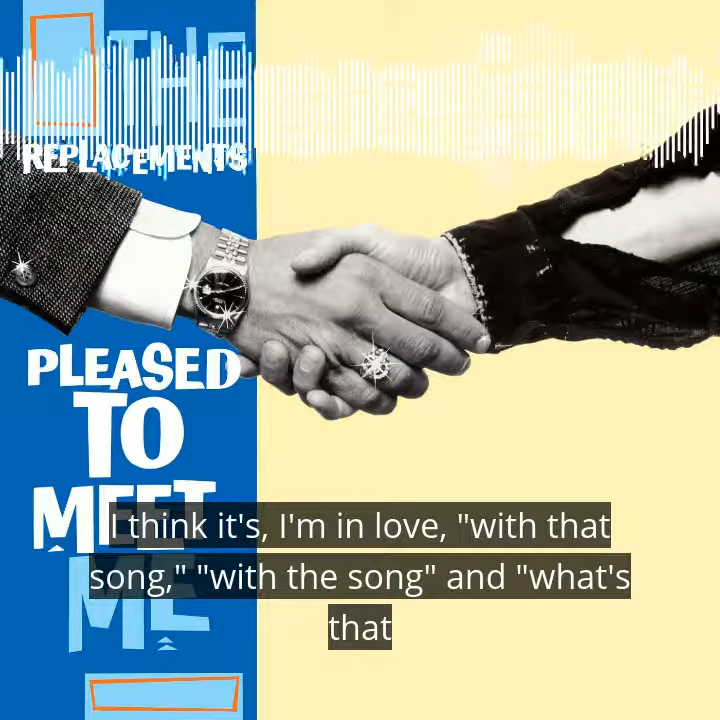 THE
REPLACEMENTS
PLEASED
TO
MEET
ME
I think it's, I'm in love, "with that
song," "with the song" and "what's
that